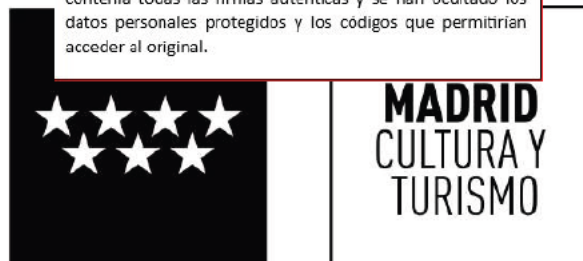 contenía todas las firmas auténticas y se han ocultado los
datos personales protegidos y los códigos que permitirían
acceder al original.
MADRID
CULTURA Y
TURISMO